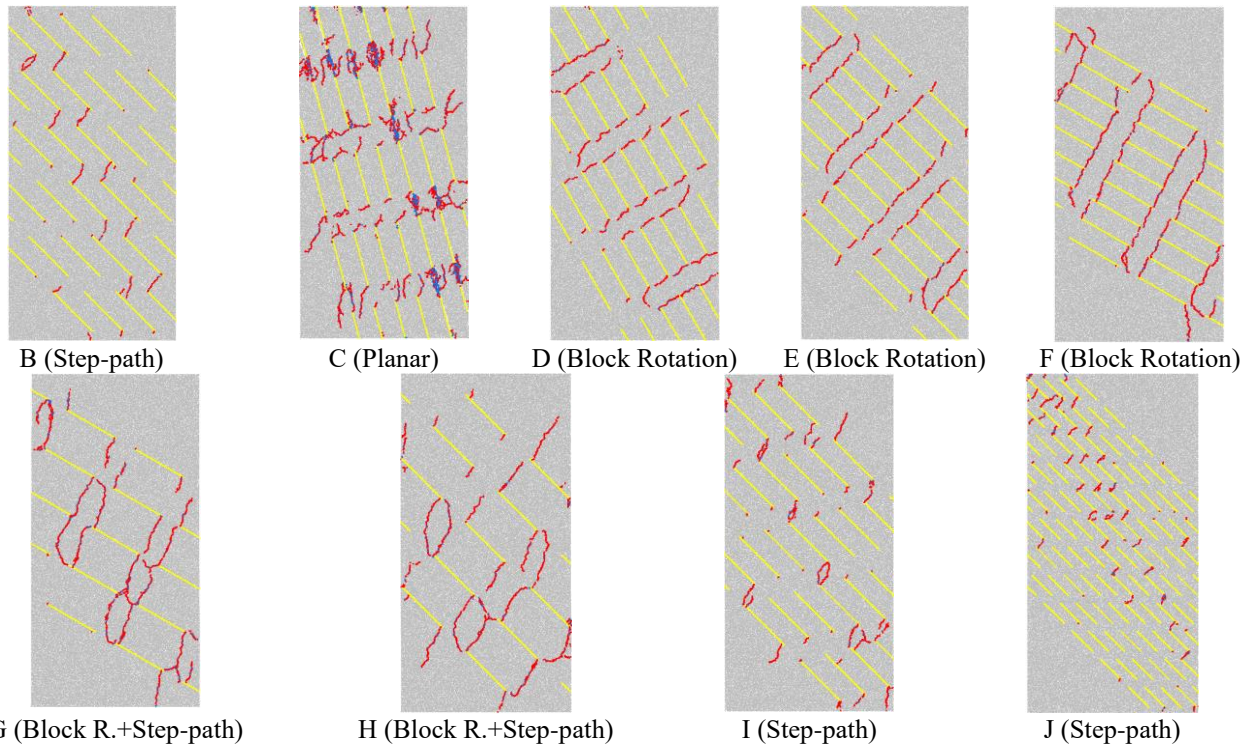 B (Step-path) C (Planar) D (Block Rotation) E (Block Rotation) F (Block Rotation)
G (Block R.+Step-path) H (Block R.+Step-path) I (Step-path) J (Step-path)